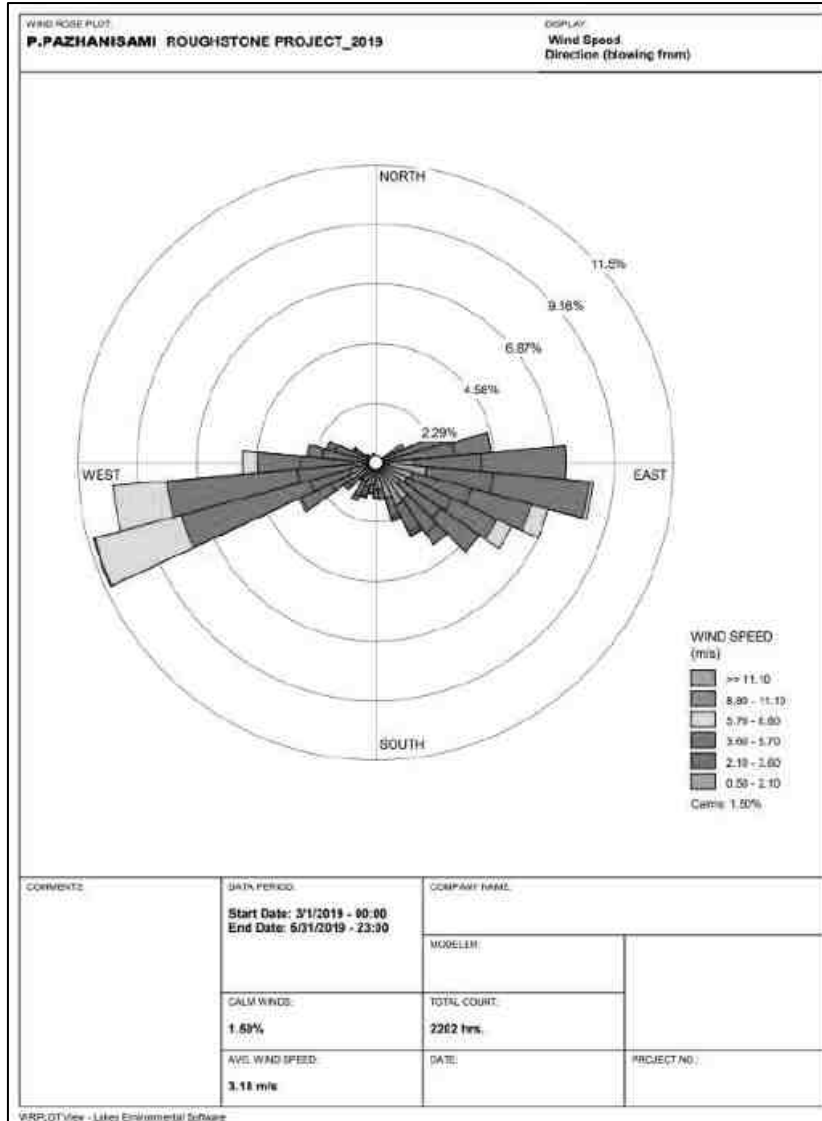 WIND ROSE PLOT:
P.PAZHANISAMI ROUGHSTONE PROJECT_2019
DISPLAY:
Wind Speed
Direction (blowing from)
NORTH
11.5%
9.16%
6.87%
4.58%
2.29%
WEST
EAST
SOUTH
WIND SPEED
(m/s)
>= 11.10
8.80 - 11.10
5.70 - 8.80
3.60 - 5.70
2.10 - 3.60
0.50 - 2.10
Calms: 1.50%
COMMENTS:
DATA PERIOD:
Start Date: 3/1/2019 - 00:00
End Date: 5/31/2019 - 23:00
COMPANY NAME:
MODELER:
CALM WINDS:
1.50%
TOTAL COUNT:
2202 hrs.
AVG. WIND SPEED:
3.18 m/s
DATE:
PROJECT NO.:
WRPLOT View - Lakes Environmental Software